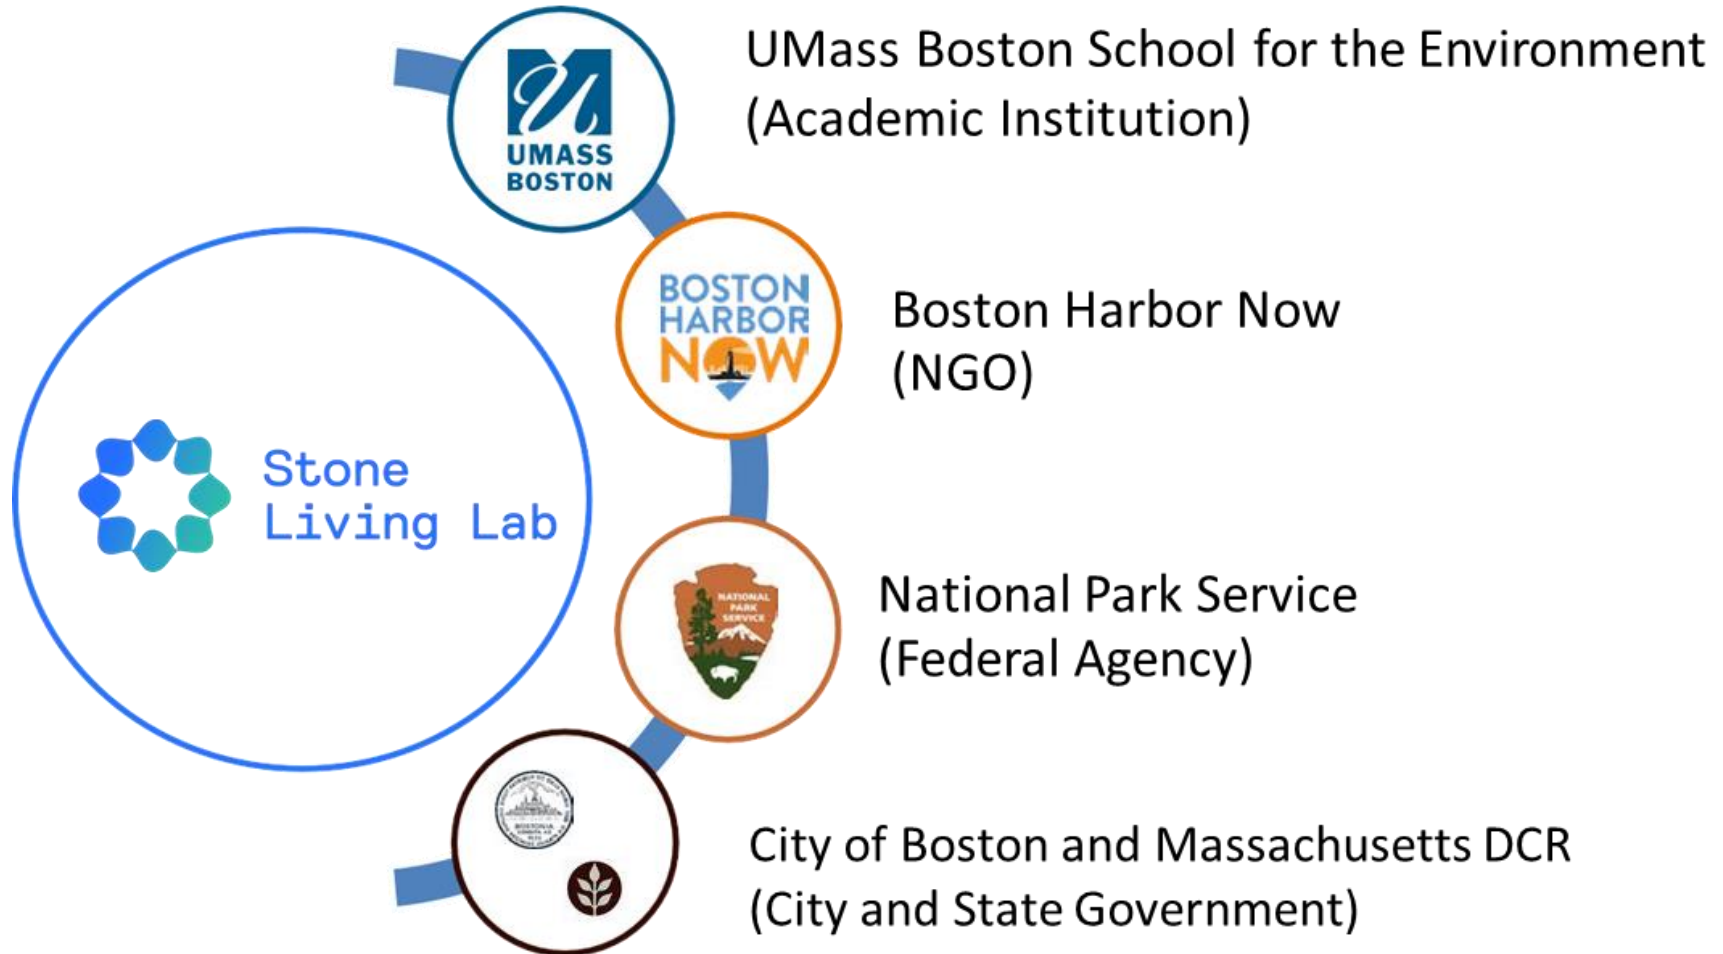 UMASS
BOSTON
UMass Boston School for the Environment
(Academic Institution)
BOSTON
HARBOR
NOW
Boston Harbor Now
(NGO)
Stone
Living Lab
NATIONAL
PARK
SERVICE
National Park Service
(Federal Agency)
BOSTONIA
City of Boston and Massachusetts DCR
(City and State Government)